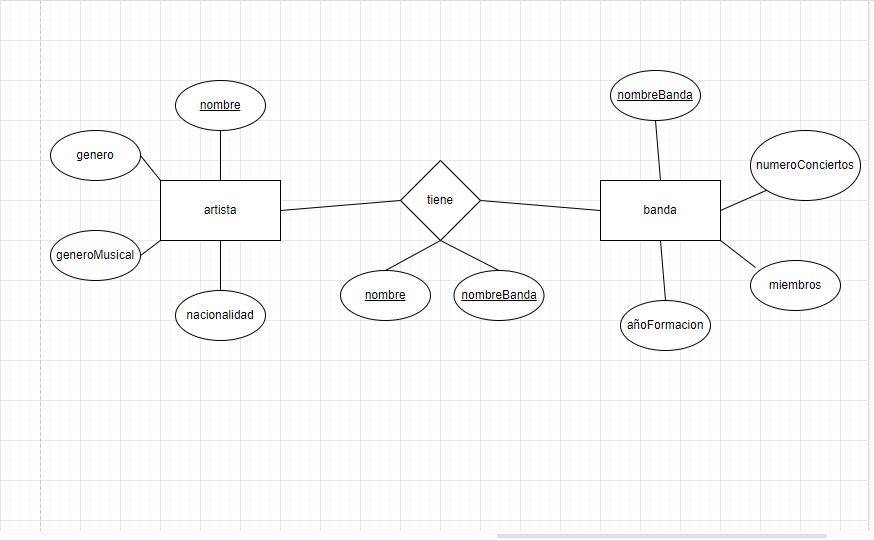 nombreBanda
nombre
genero
numeroConciertos
tiene
artista
banda
generoMusical
miembros
nombre
nombreBanda
nacionalidad
añoFormacion